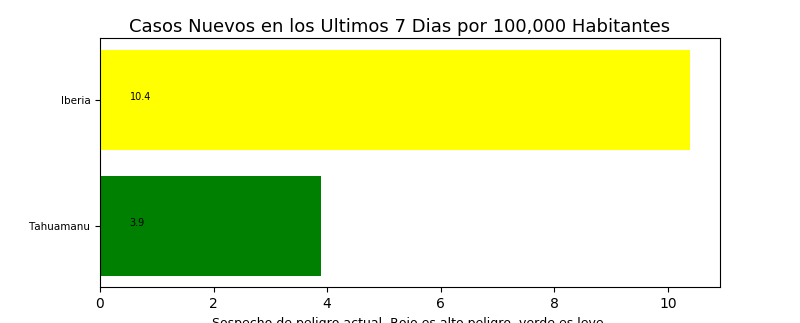 Casos Nuevos en los Ultimos 7 Dias por 100,000 Habitantes
Iberia
10.4
Tahuamanu
3.9
0 2 4 6 8 10
Sospecho de peligro actual. Rojo es alto peligro, verde es leve